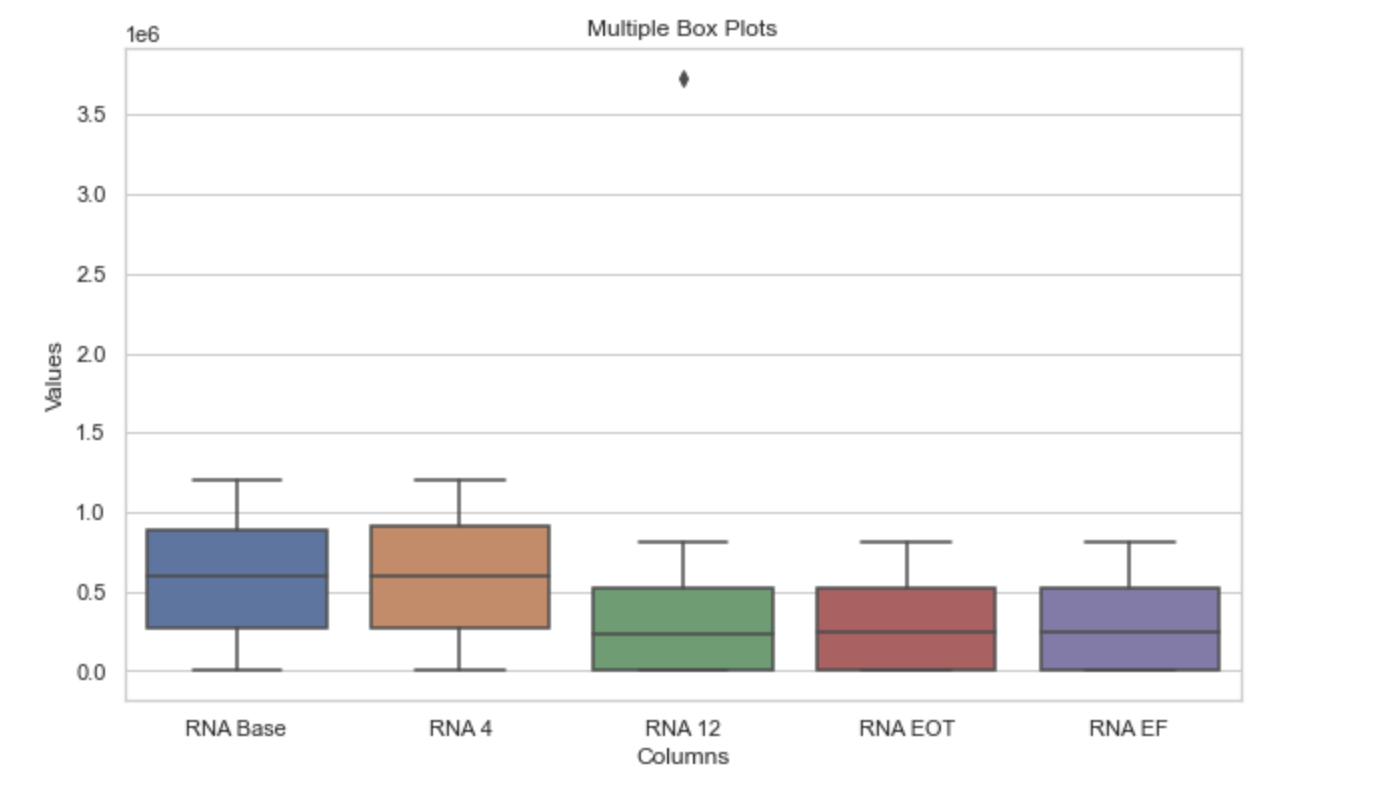 Multiple Box Plots
1e6
3.5
3.0
2.5
2.0
1.5
1.0
0.5
0.0
Values
RNA Base RNA 4 RNA 12 RNA EOT RNA EF
Columns